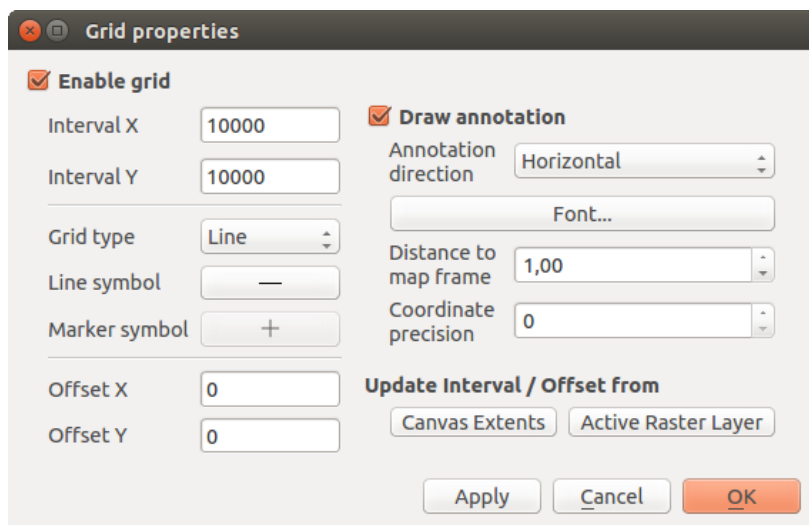 Grid properties
Enable grid
Interval X 10000
Interval Y 10000
Grid type Line
Line symbol
Marker symbol
Offset X 0
Offset Y 0
Draw annotation
Annotation
direction
Horizontal
Font...
Distance to
map frame
1,00
Coordinate
precision
0
Update Interval / Offset from
Canvas Extents Active Raster Layer
Apply Cancel OK